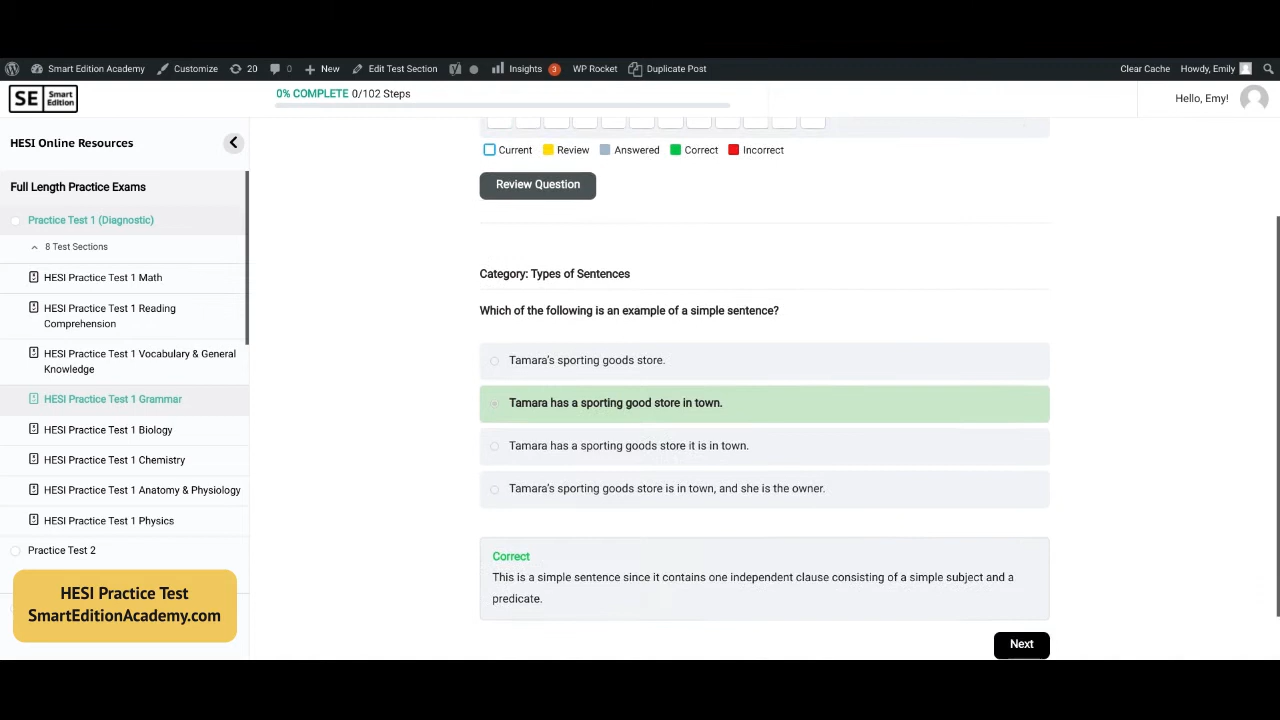 Smart Edition Academy Customize 20 0 New Edit Test Section Insights 3 WP Rocket Duplicate Post Clear Cache Howdy, Emily
SE Smart Edition
0% COMPLETE 0/102 Steps
Hello, Emy!
HESI Online Resources
Full Length Practice Exams
Practice Test 1 (Diagnostic)
8 Test Sections
HESI Practice Test 1 Math
HESI Practice Test 1 Reading
Comprehension
HESI Practice Test 1 Vocabulary & General
Knowledge
HESI Practice Test 1 Grammar
HESI Practice Test 1 Biology
HESI Practice Test 1 Chemistry
HESI Practice Test 1 Anatomy & Physiology
HESI Practice Test 1 Physics
Practice Test 2
HESI Practice Test
SmartEditionAcademy.com
Current Review Answered Correct Incorrect
Review Question
Category: Types of Sentences
Which of the following is an example of a simple sentence?
Tamara's sporting goods store.
Tamara has a sporting good store in town.
Tamara has a sporting goods store it is in town.
Tamara's sporting goods store is in town, and she is the owner.
Correct
This is a simple sentence since it contains one independent clause consisting of a simple subject and a
predicate.
Next